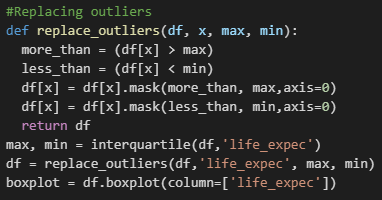 #Replacing outliers
def replace_outliers(df, x, max, min):
  more_than = (df[x] > max)
  less_than = (df[x] < min)
  df[x] = df[x].mask(more_than, max,axis=0)
  df[x] = df[x].mask(less_than, min,axis=0)
  return df
max, min = interquartile(df,'life_expec')
df = replace_outliers(df,'life_expec', max, min)
boxplot = df.boxplot(column=['life_expec'])